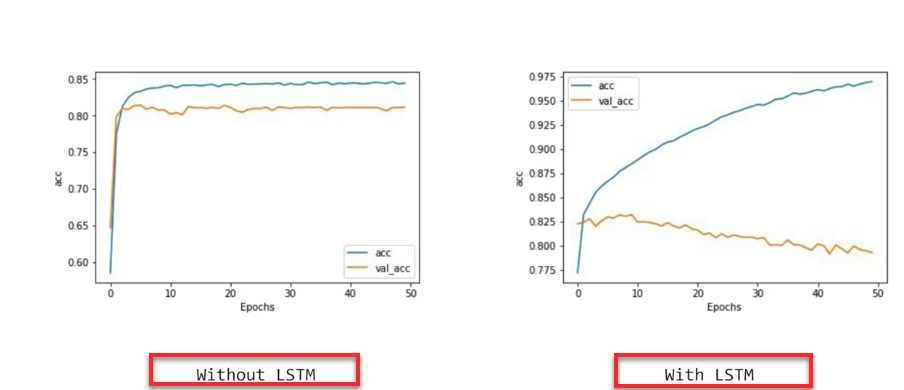 0.85
0.80
0.75
0.70
0.65
0.60
acc
acc
val_acc
0 10 20 30 40 50
Epochs
Without LSTM
0.975
0.950
0.925
0.900
0.875
0.850
0.825
0.800
0.775
acc
acc
val_acc
0 10 20 30 40 50
Epochs
With LSTM